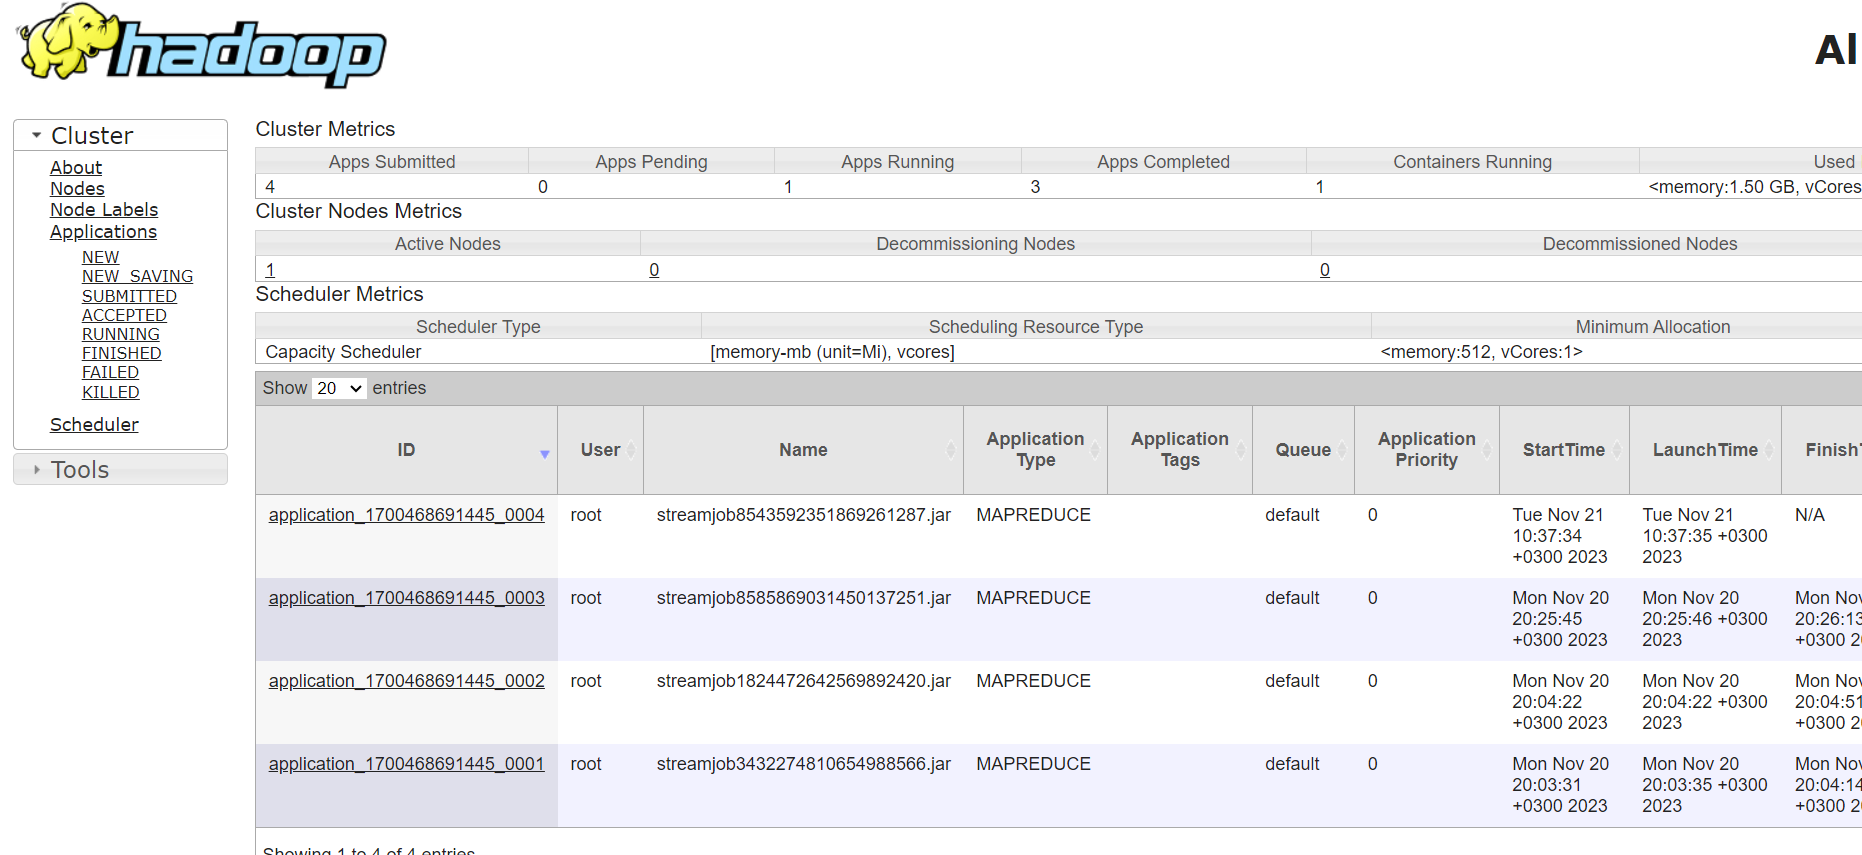 hadoop
Al
Cluster
About
Nodes
Node Labels
Applications
NEW
NEW_SAVING
SUBMITTED
ACCEPTED
RUNNING
FINISHED
FAILED
KILLED
Scheduler
Tools
Cluster Metrics
Apps Submitted Apps Pending Apps Running Apps Completed Containers Running Used
4 0 1 3 1 <memory:1.50 GB, vCores
Cluster Nodes Metrics
Active Nodes Decommissioning Nodes Decommissioned Nodes
1 0 0
Scheduler Metrics
Scheduler Type Scheduling Resource Type Minimum Allocation
Capacity Scheduler [memory-mb (unit=Mi), vcores] <memory:512, vCores:1>
Show 20 entries
ID User Name Application Type Application Tags Queue Application Priority StartTime LaunchTime Finish
application_1700468691445_0004 root streamjob8543592351869261287.jar MAPREDUCE default 0 Tue Nov 21 10:37:34 +0300 2023 Tue Nov 21 10:37:35 +0300 2023 N/A
application_1700468691445_0003 root streamjob8585869031450137251.jar MAPREDUCE default 0 Mon Nov 20 20:25:45 +0300 2023 Mon Nov 20 20:25:46 +0300 2023 Mon Nov 20:26:13 +0300 2
application_1700468691445_0002 root streamjob1824472642569892420.jar MAPREDUCE default 0 Mon Nov 20 20:04:22 +0300 2023 Mon Nov 20 20:04:22 +0300 2023 Mon Nov 20:04:51 +0300 2
application_1700468691445_0001 root streamjob3432274810654988566.jar MAPREDUCE default 0 Mon Nov 20 20:03:31 +0300 2023 Mon Nov 20 20:03:35 +0300 2023 Mon Nov 20:04:14 +0300 2
Showing 1 to 4 of 4 entries